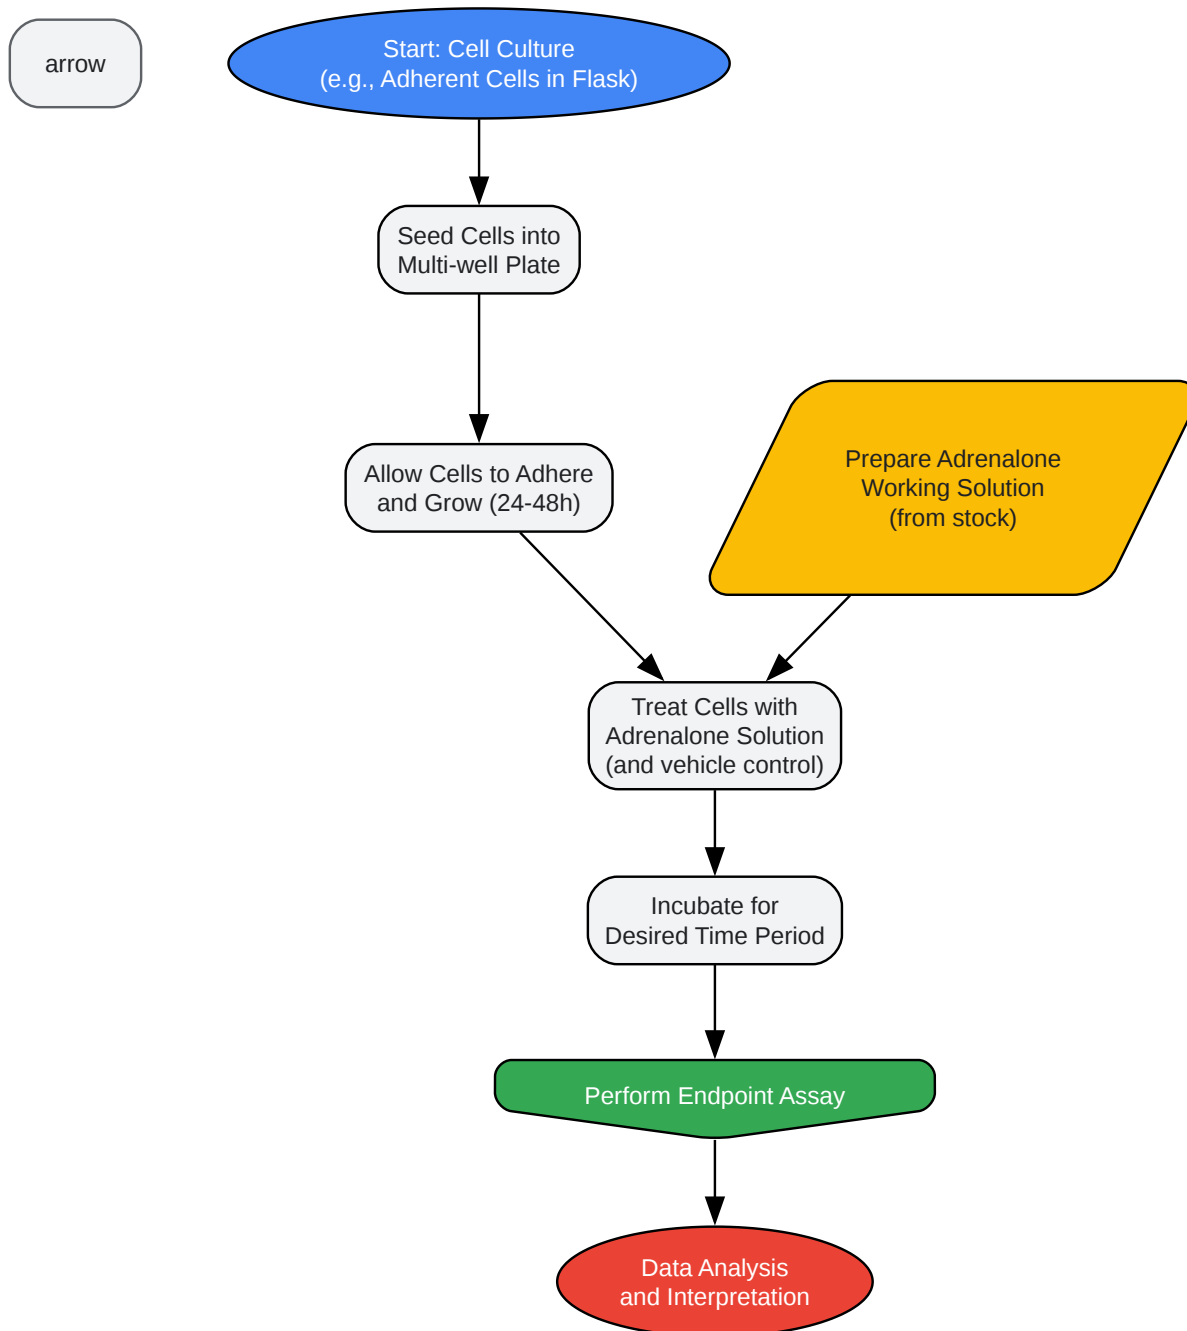 arrow
Start: Cell Culture
(e.g., Adherent Cells in Flask)
Seed Cells into
Multi-well Plate
Allow Cells to Adhere
and Grow (24-48h)
Prepare Adrenalone
Working Solution
(from stock)
Treat Cells with
Adrenalone Solution
(and vehicle control)
Incubate for
Desired Time Period
Perform Endpoint Assay
Data Analysis
and Interpretation